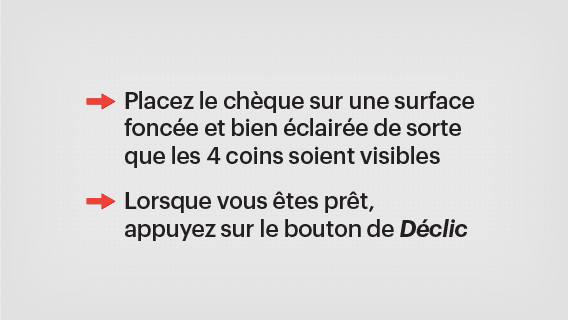 Placez le chèque sur une surface
foncée et bien éclairée de sorte
que les 4 coins soient visibles
Lorsque vous êtes prêt,
appuyez sur le bouton de Déclic